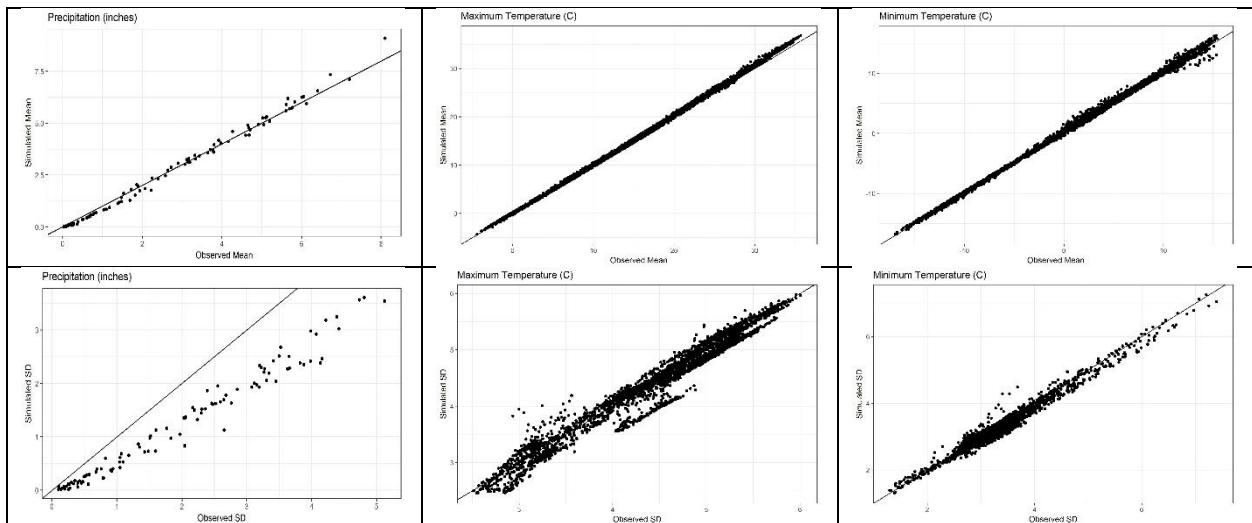 Precipitation (inches)
Simulated Mean
7.5
5.0
2.5
0.0
0 2 4 6 8
Observed Mean
Maximum Temperature (C)
Simulated Mean
30
20
10
0
0 10 20 30
Observed Mean
Minimum Temperature (C)
Simulated Mean
10
0
-10
-10 0 10
Observed Mean
Precipitation (inches)
Simulated SD
3
2
1
0
0 1 2 3 4 5
Observed SD
Maximum Temperature (C)
Simulated SD
6
5
4
3
3 4 5 6
Observed SD
Minimum Temperature (C)
Simulated SD
6
4
2
2 4 6
Observed SD